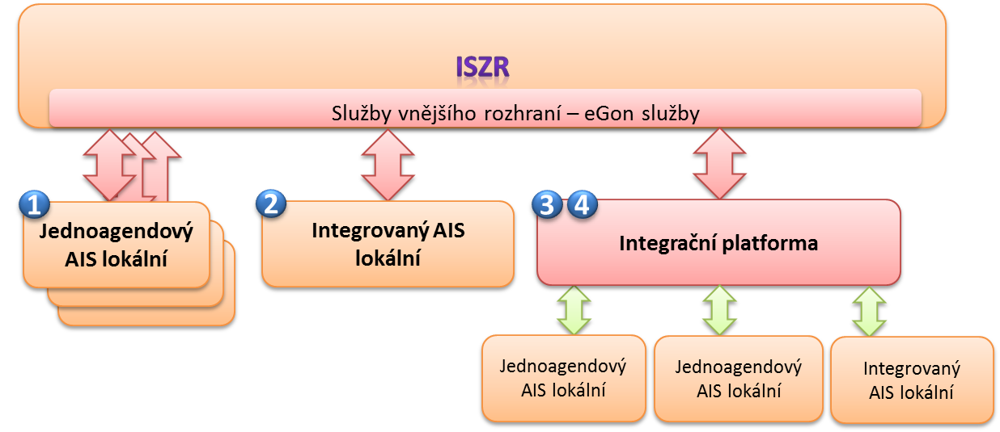 ISZR
Služby vnějšího rozhraní – eGon služby
1
Jednoagendový
AIS lokální
2
Integrovaný AIS
lokální
3 4
Integrační platforma
Jednoagendový
AIS lokální
Jednoagendový
AIS lokální
Integrovaný
AIS lokální